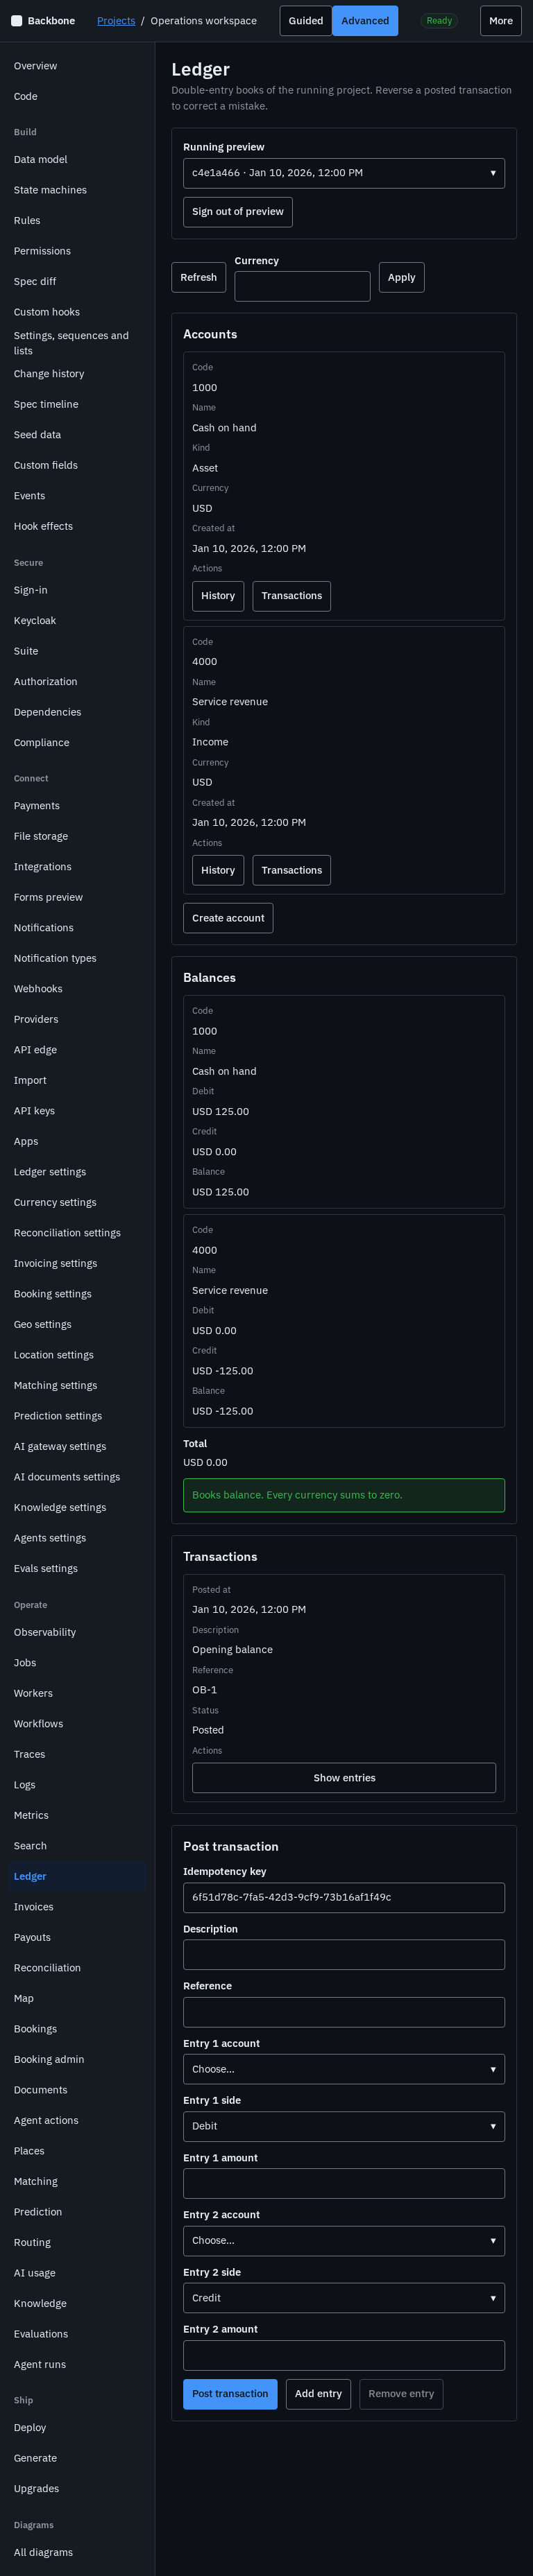 Backbone
Projects / Operations workspace
Guided
Advanced
Ready
More
Overview
Code
Build
Data model
State machines
Rules
Permissions
Spec diff
Custom hooks
Settings, sequences and
lists
Change history
Spec timeline
Seed data
Custom fields
Events
Hook effects
Secure
Sign-in
Keycloak
Suite
Authorization
Dependencies
Compliance
Connect
Payments
File storage
Integrations
Forms preview
Notifications
Notification types
Webhooks
Providers
API edge
Import
API keys
Apps
Ledger settings
Currency settings
Reconciliation settings
Invoicing settings
Booking settings
Geo settings
Location settings
Matching settings
Prediction settings
AI gateway settings
AI documents settings
Knowledge settings
Agents settings
Evals settings
Operate
Observability
Jobs
Workers
Workflows
Traces
Logs
Metrics
Search
Ledger
Invoices
Payouts
Reconciliation
Map
Bookings
Booking admin
Documents
Agent actions
Places
Matching
Prediction
Routing
AI usage
Knowledge
Evaluations
Agent runs
Ship
Deploy
Generate
Upgrades
Diagrams
All diagrams
Ledger
Double-entry books of the running project. Reverse a posted transaction
to correct a mistake.
Running preview
c4e1a466 · Jan 10, 2026, 12:00 PM
Sign out of preview
Refresh
Currency
Apply
Accounts
Code
1000
Name
Cash on hand
Kind
Asset
Currency
USD
Created at
Jan 10, 2026, 12:00 PM
Actions
History
Transactions
Code
4000
Name
Service revenue
Kind
Income
Currency
USD
Created at
Jan 10, 2026, 12:00 PM
Actions
History
Transactions
Create account
Balances
Code
1000
Name
Cash on hand
Debit
USD 125.00
Credit
USD 0.00
Balance
USD 125.00
Code
4000
Name
Service revenue
Debit
USD 0.00
Credit
USD -125.00
Balance
USD -125.00
Total
USD 0.00
Books balance. Every currency sums to zero.
Transactions
Posted at
Jan 10, 2026, 12:00 PM
Description
Opening balance
Reference
OB-1
Status
Posted
Actions
Show entries
Post transaction
Idempotency key
6f51d78c-7fa5-42d3-9cf9-73b16af1f49c
Description
Reference
Entry 1 account
Choose...
Entry 1 side
Debit
Entry 1 amount
Entry 2 account
Choose...
Entry 2 side
Credit
Entry 2 amount
Post transaction
Add entry
Remove entry